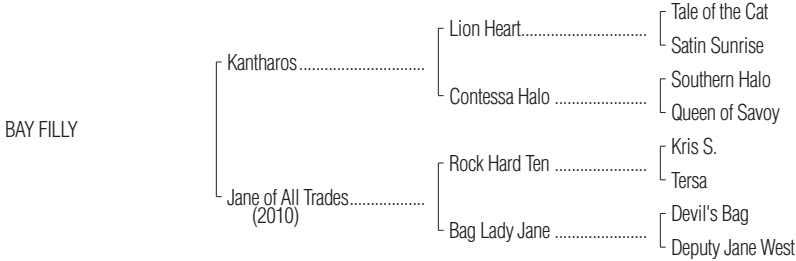 Tale of the Cat
Lion Heart..............................
Satin Sunrise
Kantharos..............................
Southern Halo
Contessa Halo ......................
Queen of Savoy
BAY FILLY
Kris S.
Rock Hard Ten ......................
Tersa
Jane of All Trades..................
(2010)
Devil's Bag
Bag Lady Jane ......................
Deputy Jane West